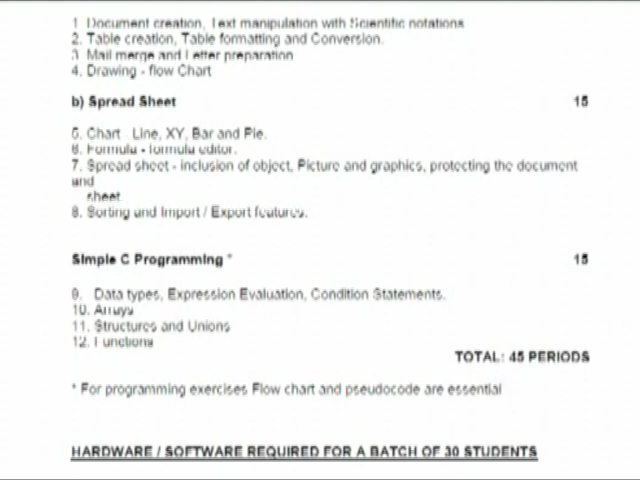 1 Document creation, Text manipulation with Scientific notations
2. Table creation, Table formatting and Conversion.
3 Mail merge and Letter preparation
4. Drawing - flow Chart
b) Spread Sheet 15
5. Chart Line, XY, Bar and Pie.
6. Formula - formula editor.
7. Spread sheet - inclusion of object, Picture and graphics, protecting the document
and
sheet
8. Sorting and Import / Export features.
Simple C Programming * 15
9. Data types, Expression Evaluation, Condition Statements.
10. Arrays
11. Structures and Unions
12. Functions
TOTAL: 45 PERIODS
* For programming exercises Flow chart and pseudocode are essential
HARDWARE / SOFTWARE REQUIRED FOR A BATCH OF 30 STUDENTS